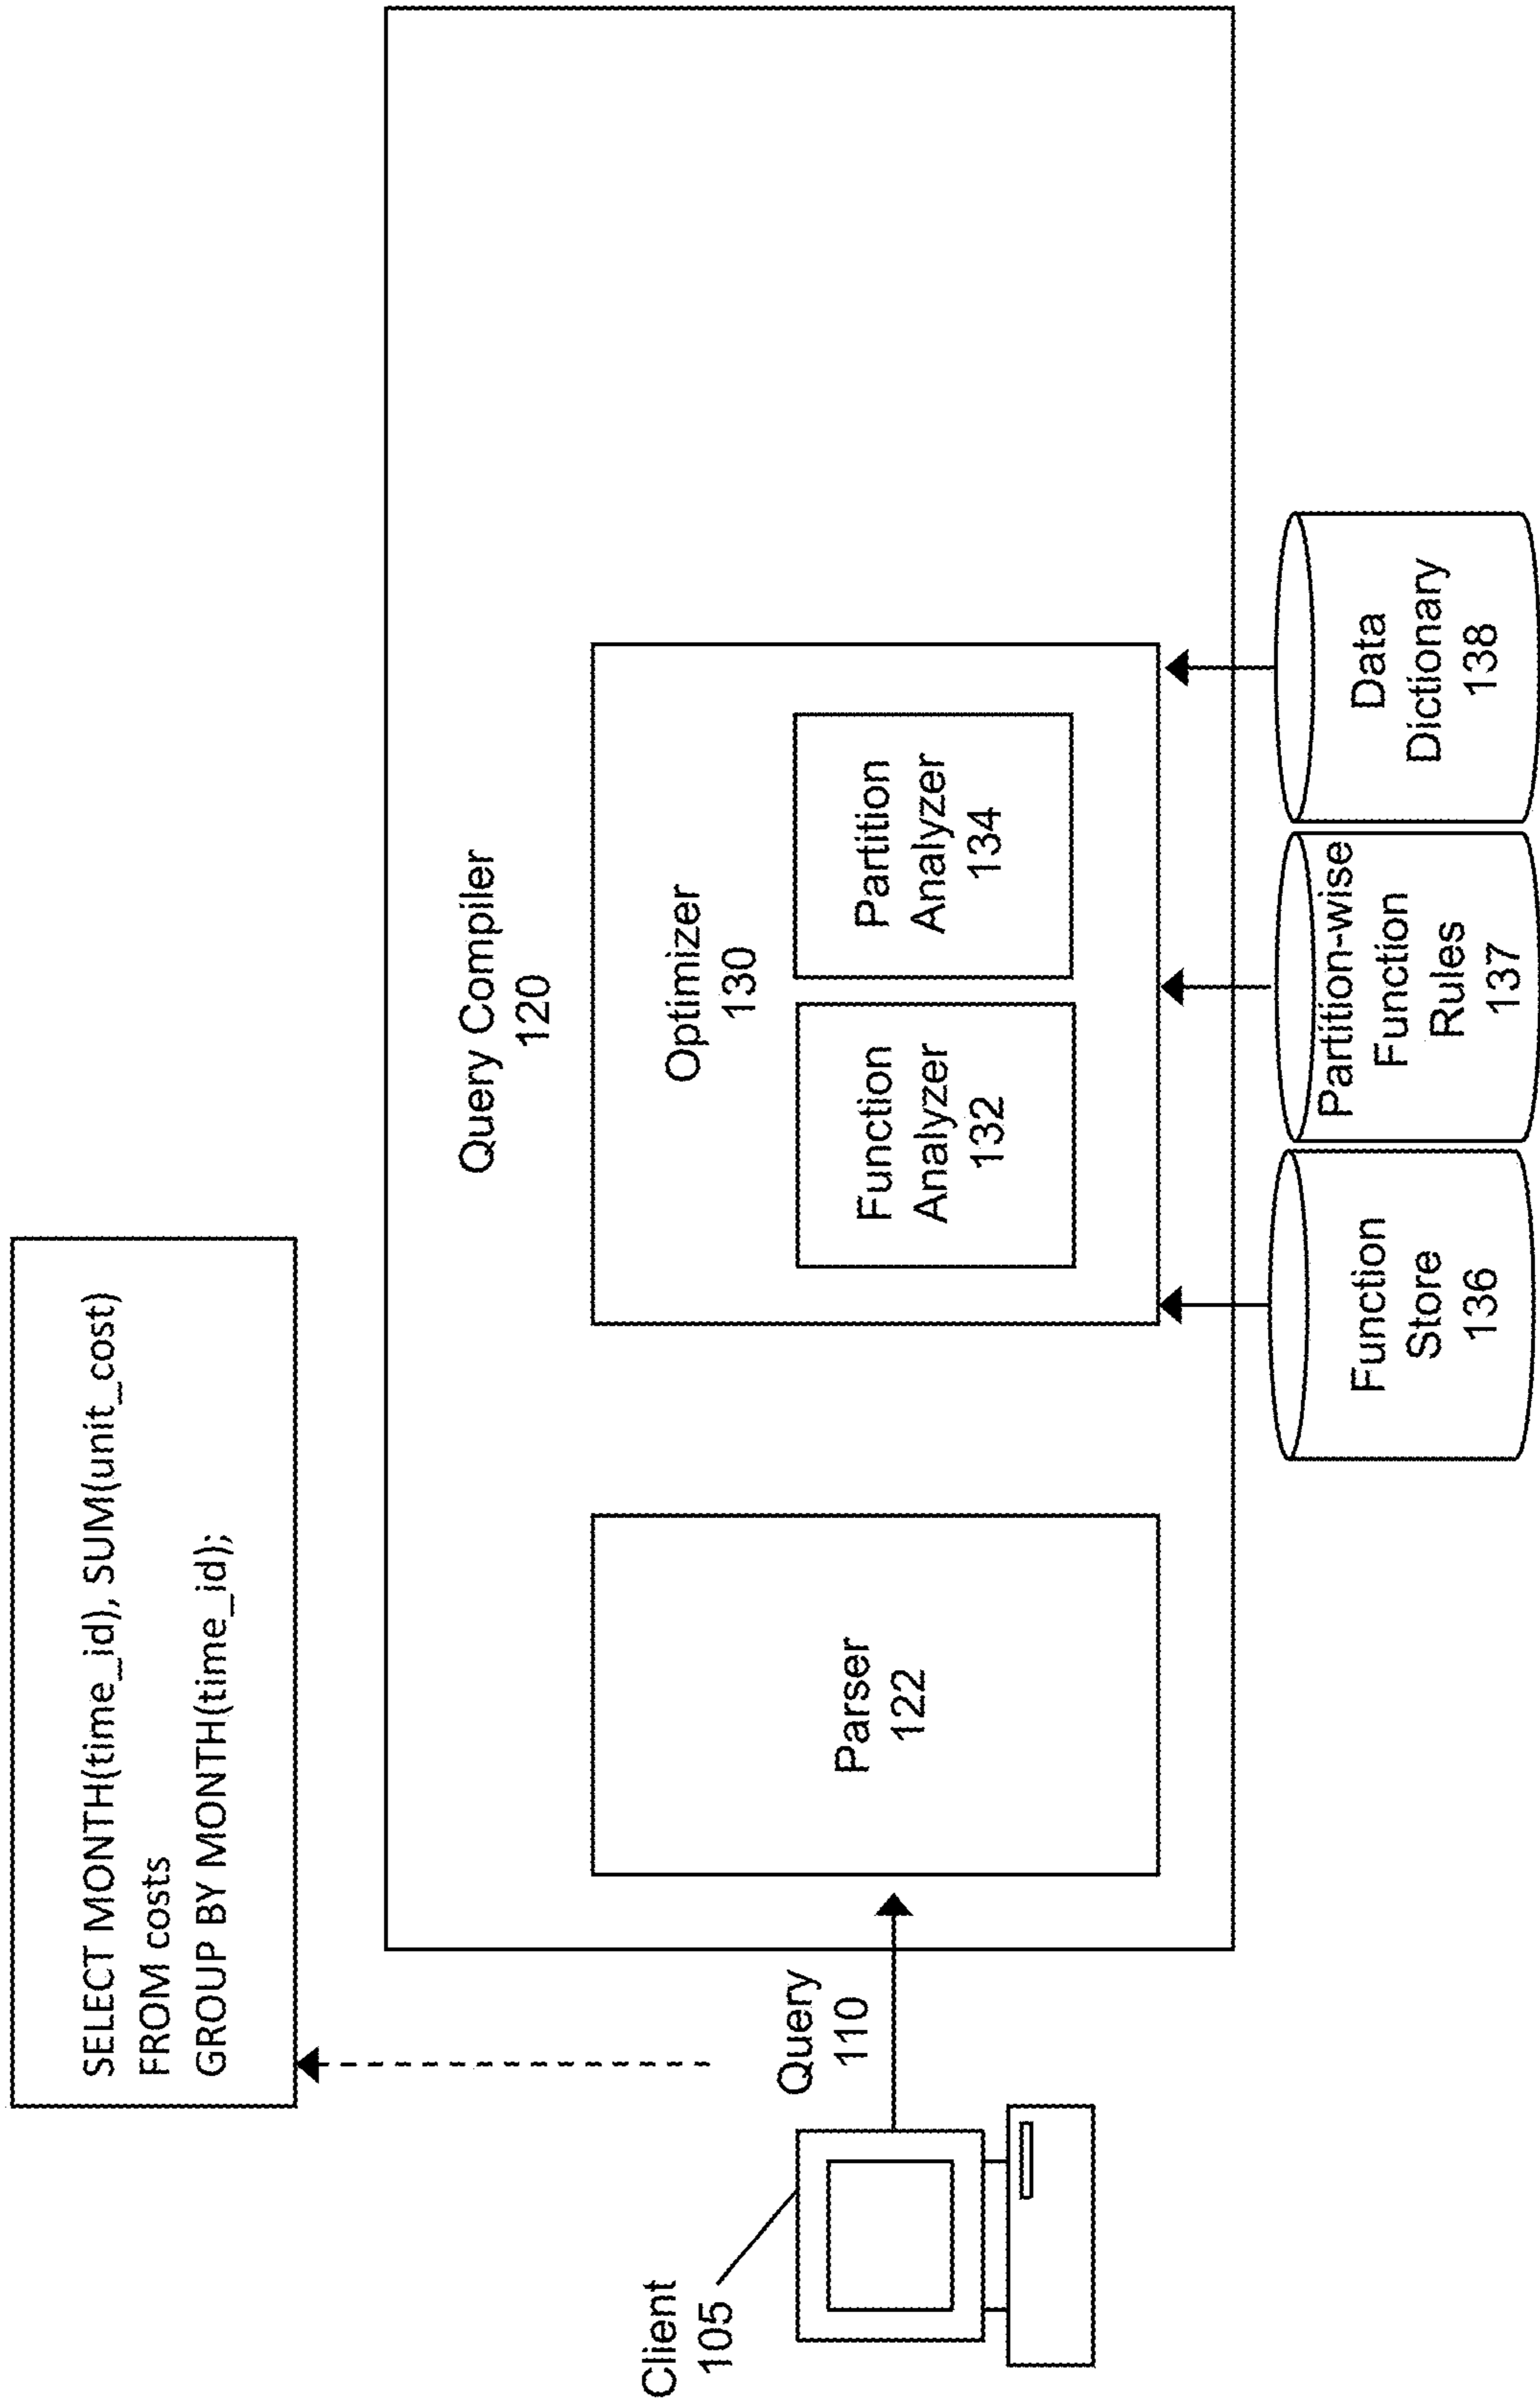 SELECT MONTH(time_id), SUM(unit_cost)
FROM costs
GROUP BY MONTH(time_id);
Client
105
Query
110
Query Compiler
120
Parser
122
Optimizer
130
Function
Analyzer
132
Partition
Analyzer
134
Function
Store
136
Partition-wise
Function
Rules
137
Data
Dictionary
138